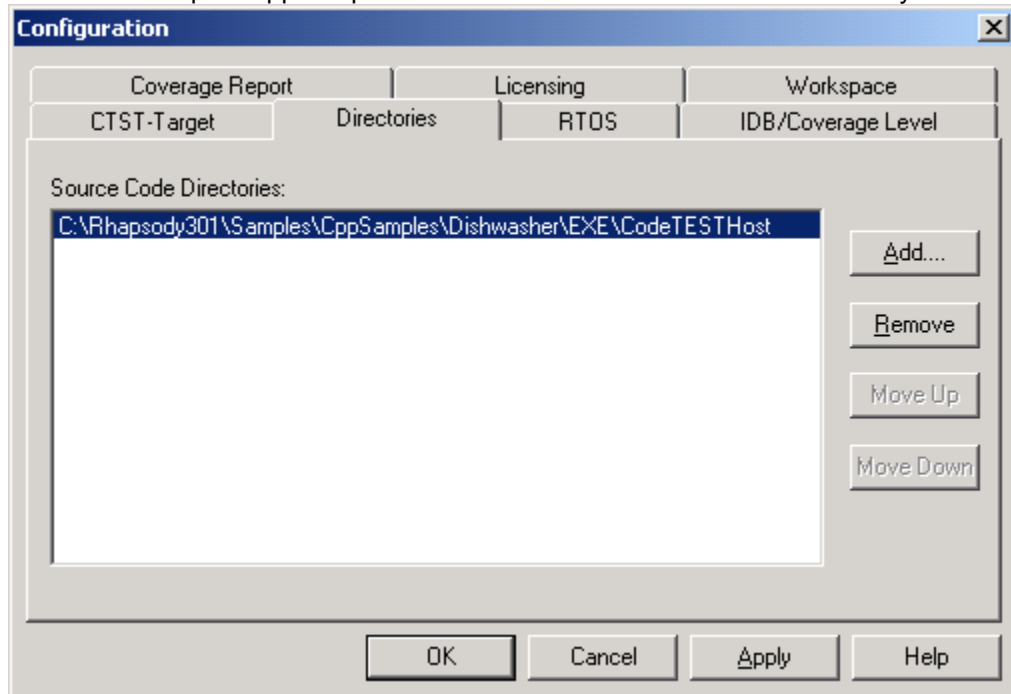 Configuration
Coverage Report Licensing Workspace
CTST-Target Directories RTOS IDB/Coverage Level
Source Code Directories:
C:\Rhapsody301\Samples\CppSamples\Dishwasher\EXE\CodeTESTHost
Add....
Remove
Move Up
Move Down
OK Cancel Apply Help